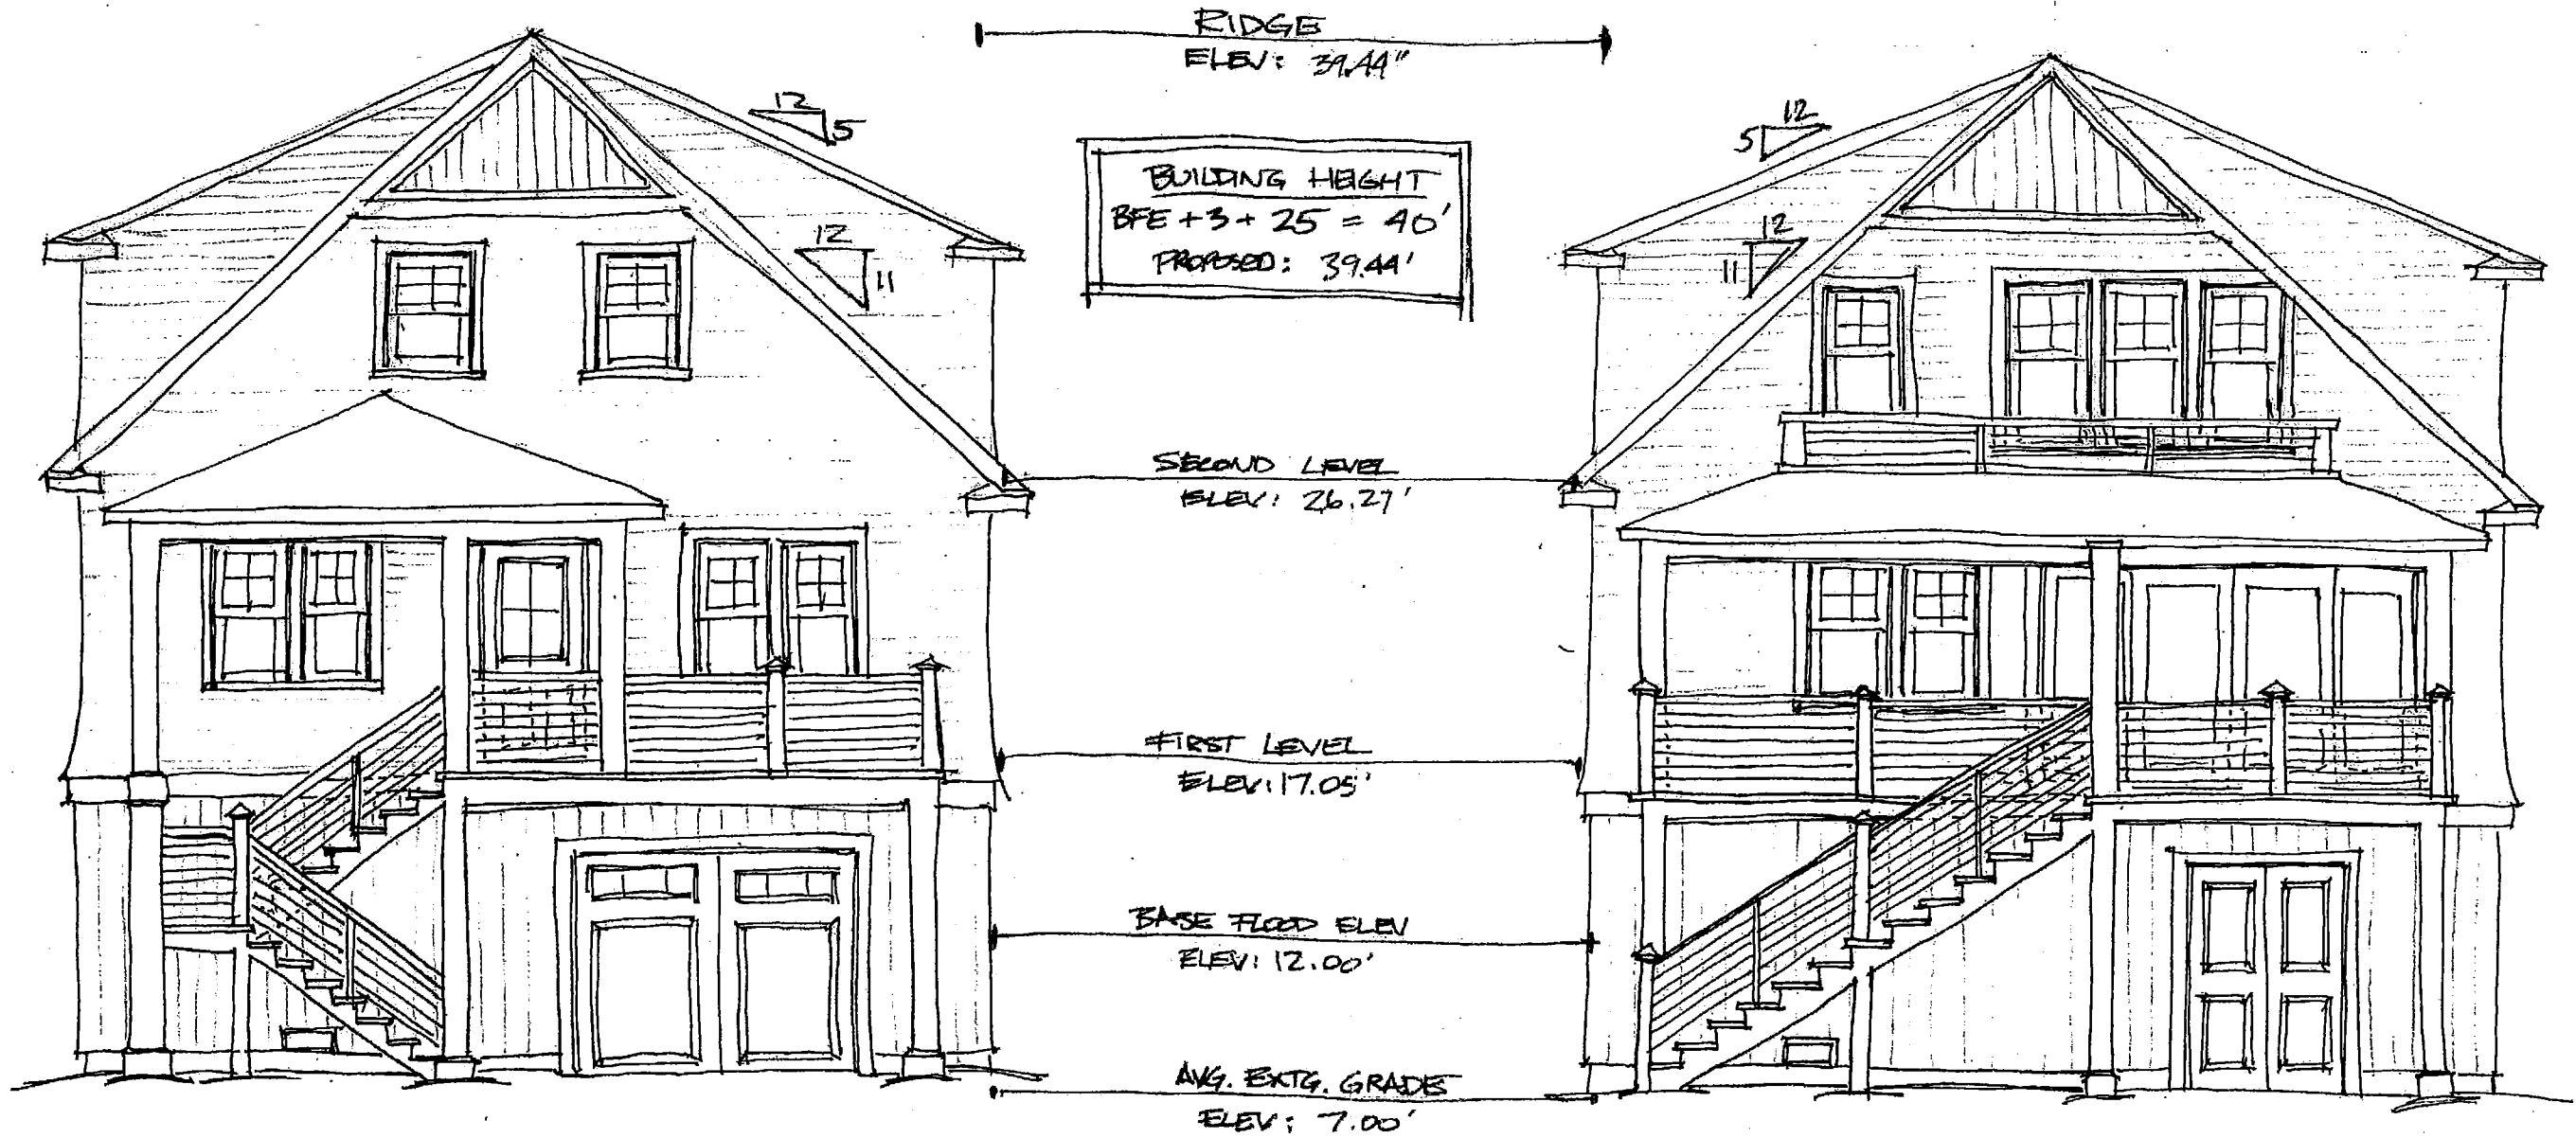 RIDGE
ELEV: 39.44"
12
5
12
5
BUILDING HEIGHT
BFE + 3 + 25 = 40'
PROPOSED: 39.44'
12
11
12
11
SECOND LEVEL
ELEV: 26.27'
FIRST LEVEL
ELEV: 17.05'
BASE FLOOD ELEV
ELEV: 12.00'
AVG. EXTG. GRADE
ELEV: 7.00'